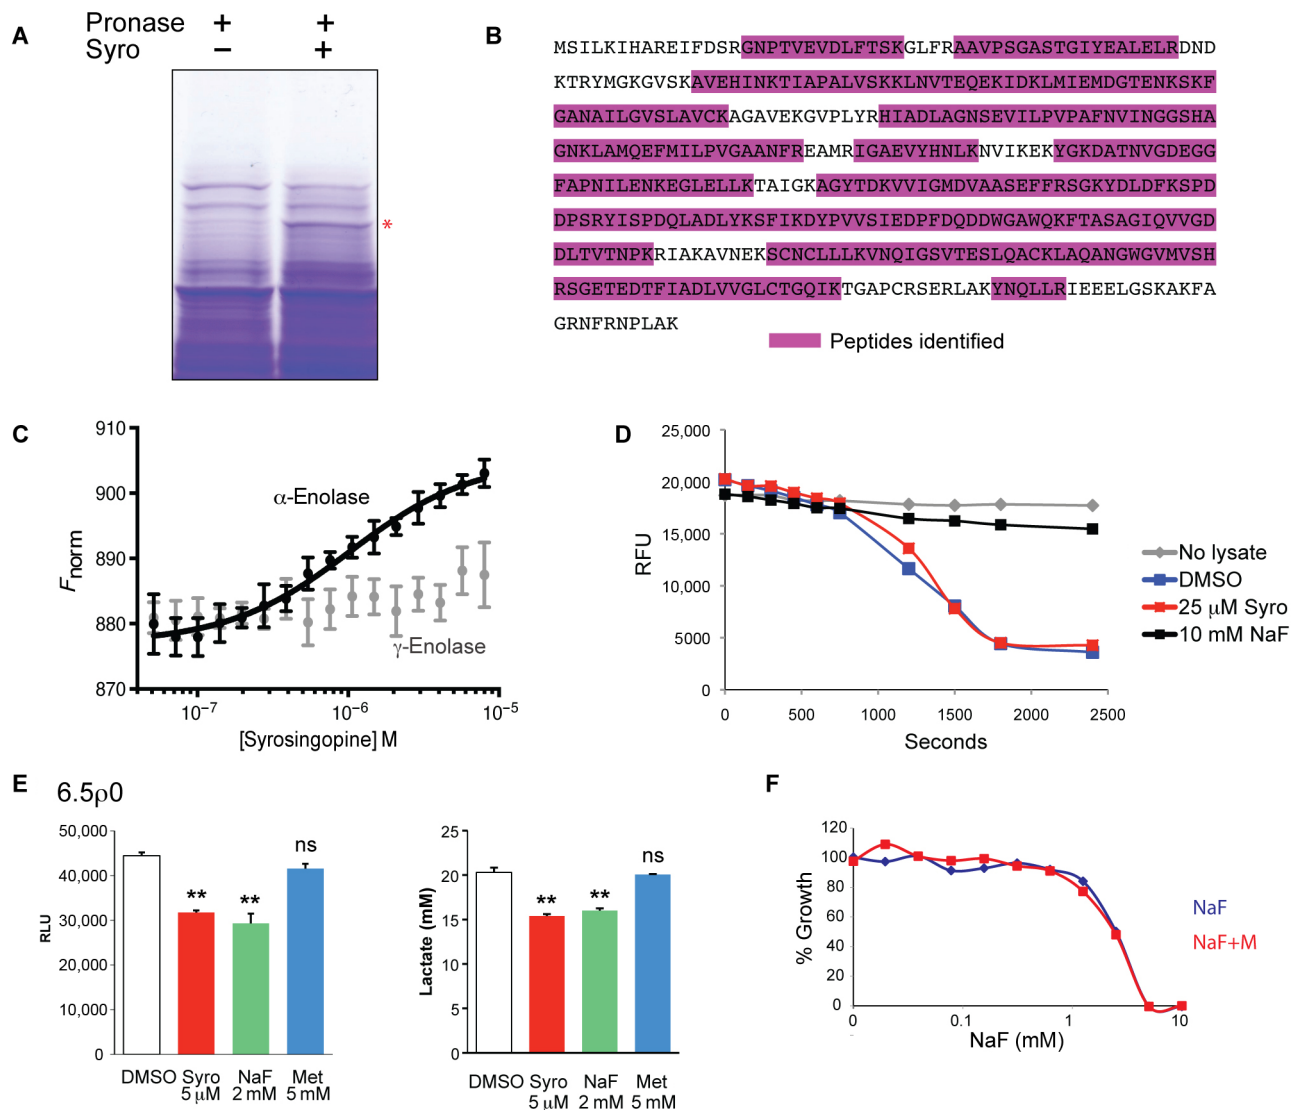 A
Pronase + +
Syro − +
*
B
MSILKIHAREIFDSRGNPTVEVDLFTSKGLFRAAVPSGASTGIYEALELRDND
KTRYMGKGVSKAVEHINKTIAPALVSKKLNVTEQEKIDKLMIEMDGTENKSKF
GANAILGVSLAVCKAGAVEKGVPLYRHIADLAGNSEVILPVPAFNVINGGSHA
GNKLAMQEFMILPVGAANFREAMRIGAEVYHNLKNVIKEKYGKDATNVGDEGG
FAPNILENKEGLELLKTAIGKAGYTDKVVIGMDVAASEFFRSGKYDLDFKSPD
DPSRYISPDQLADLYKSFIKDYPVVSIEDPFDQDDWGAWQKFTASAGIQVVGD
DLTVTNPKRIAKAVNEKSCNCLLLKVNQIGSVTESLQACKLAQANGWGVMVSH
RSGETEDTFIADLVVGLCTGQIKTGAPCRSERLAKYNQLLRIEEELGSKAKFA
GRNFRNPLAK
Peptides identified
C
910
900
890
880
870
Fnorm
α-Enolase
γ-Enolase
10−7 10−6 10−5
[Syrosingopine] M
D
25,000
20,000
15,000
10,000
5000
0
RFU
0 500 1000 1500 2000 2500
Seconds
No lysate
DMSO
25 μM Syro
10 mM NaF
E
6.5ρ0
50,000
40,000
30,000
20,000
10,000
0
RLU
** ** ns
DMSO Syro NaF Met
5 μM 2 mM 5 mM
25
20
15
10
5
0
Lactate (mM)
** ** ns
DMSO Syro NaF Met
5 μM 2 mM 5 mM
F
120
100
80
60
40
20
0
% Growth
0 0.1 1 10
NaF (mM)
NaF
NaF+M